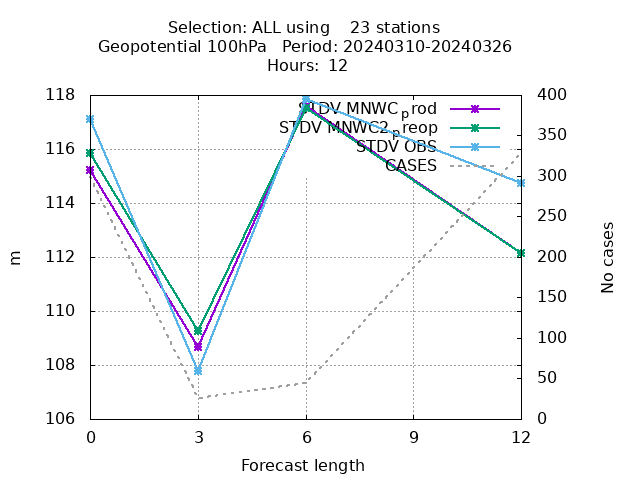 Selection: ALL using 23 stations
Geopotential 100hPa Period: 20240310-20240326
Hours: 12
118 400
STDV MNWC_prod
350
STDV MNWC2_preop
116 STDV OBS
CASES
300
114
250
m 112 200 No cases
150
110
100
108
50
106 0
0 3 6 9 12
Forecast length